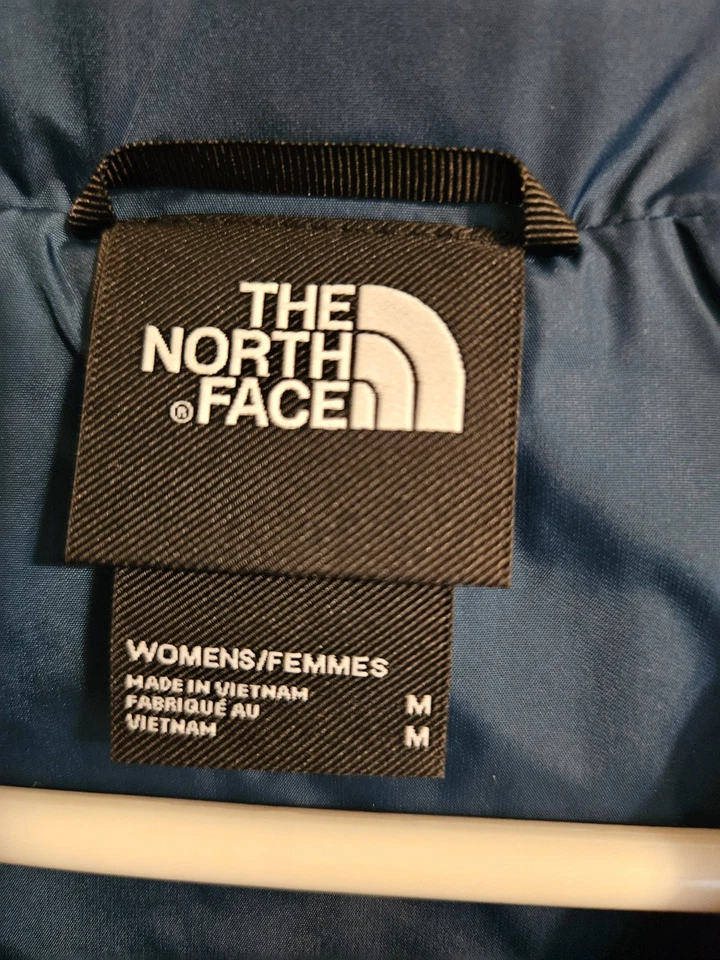 THE
NORTH
®FACE
WOMENS/FEMMES
MADE IN VIETNAM
FABRIQUÉ AU
VIETNAM
M
M